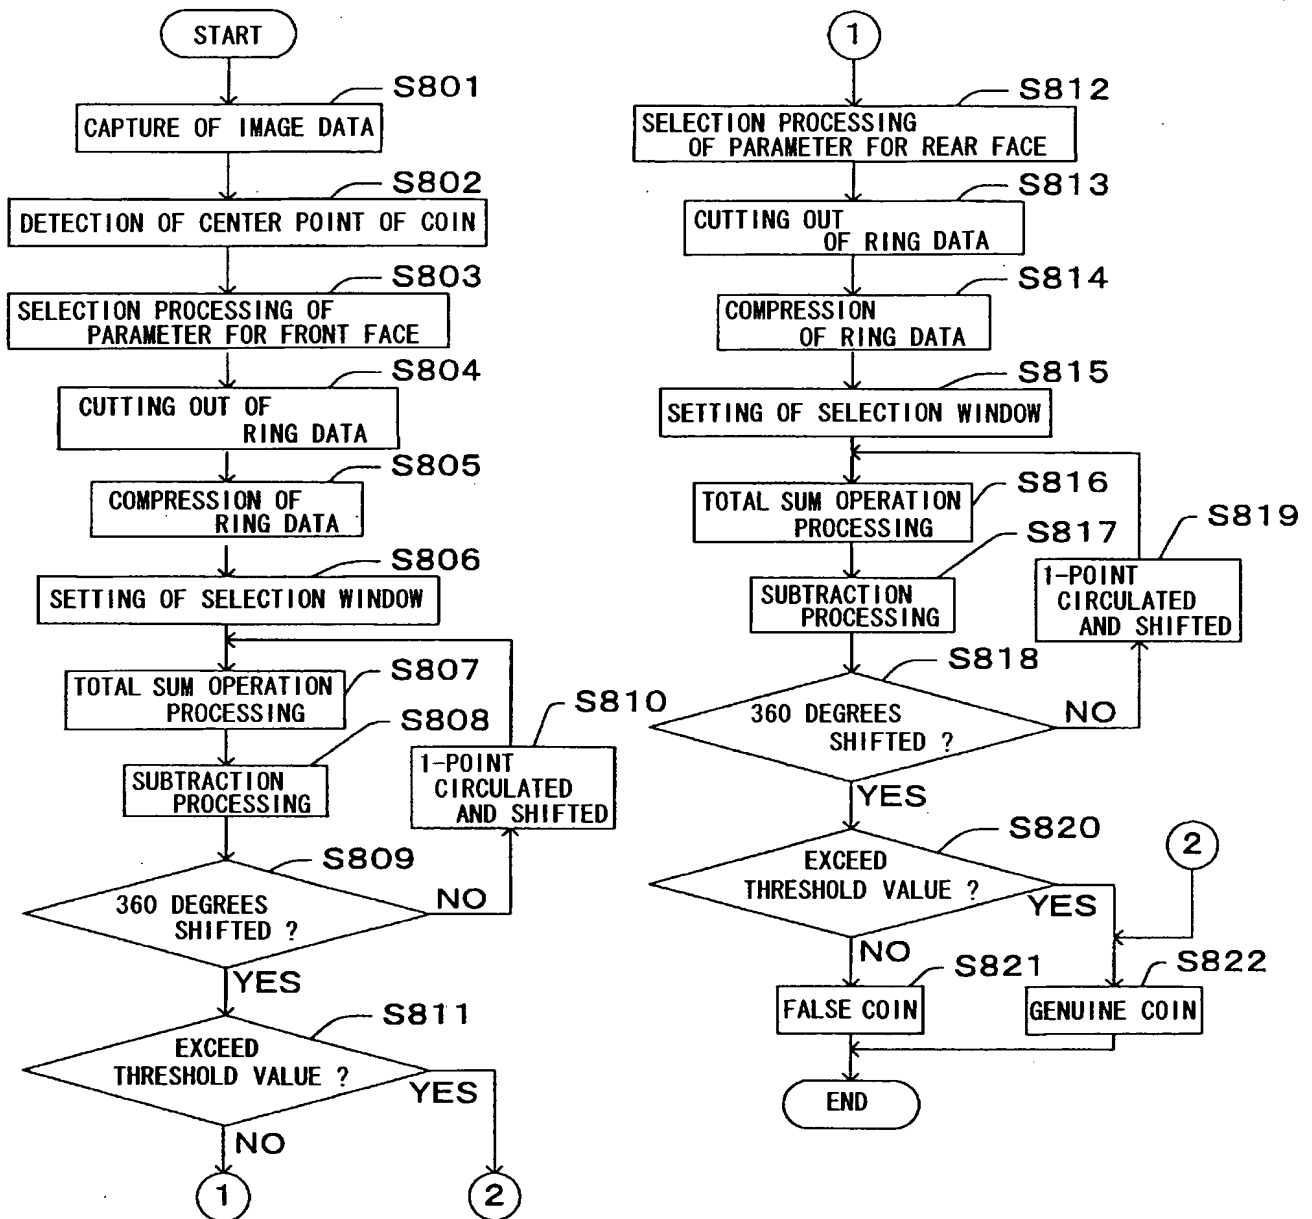 START
S801
CAPTURE OF IMAGE DATA
S802
DETECTION OF CENTER POINT OF COIN
S803
SELECTION PROCESSING OF
PARAMETER FOR FRONT FACE
S804
CUTTING OUT OF
RING DATA
S805
COMPRESSION OF
RING DATA
S806
SETTING OF SELECTION WINDOW
S807
TOTAL SUM OPERATION
PROCESSING
S808
SUBTRACTION
PROCESSING
S810
1-POINT
CIRCULATED
AND SHIFTED
S809
360 DEGREES
SHIFTED ?
NO
YES
S811
EXCEED
THRESHOLD VALUE ?
YES
NO
1
2
1
S812
SELECTION PROCESSING
OF PARAMETER FOR REAR FACE
S813
CUTTING OUT
OF RING DATA
S814
COMPRESSION
OF RING DATA
S815
SETTING OF SELECTION WINDOW
S816
TOTAL SUM OPERATION
PROCESSING
S817
SUBTRACTION
PROCESSING
S819
1-POINT
CIRCULATED
AND SHIFTED
S818
360 DEGREES
SHIFTED ?
NO
YES
S820
EXCEED
THRESHOLD VALUE ?
YES
2
NO
S821
FALSE COIN
S822
GENUINE COIN
END